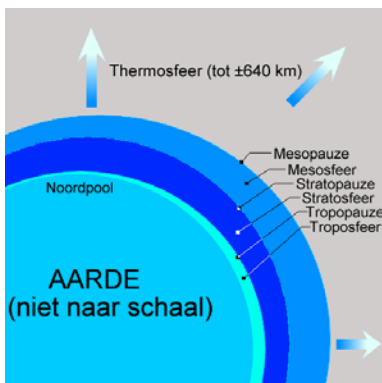 Thermosfeer (tot ±640 km)
Mesopauze
Mesosfeer
Stratopauze
Stratosfeer
Tropopauze
Troposfeer
Noordpool
AARDE
(niet naar schaal)